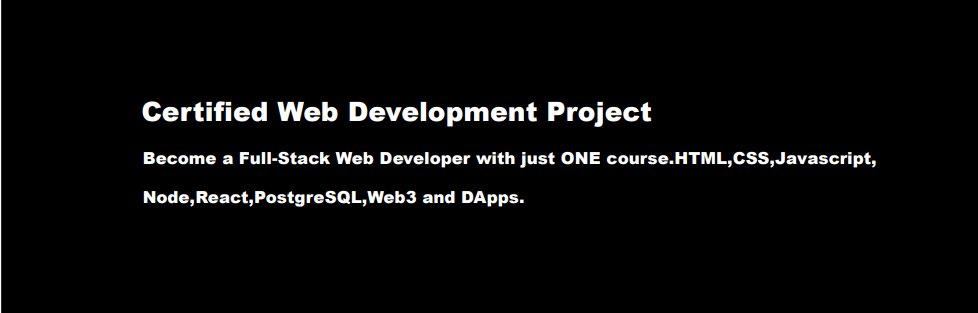 Certified Web Development Project
Become a Full-Stack Web Developer with just ONE course.HTML,CSS,Javascript,
Node,React,PostgreSQL,Web3 and DApps.